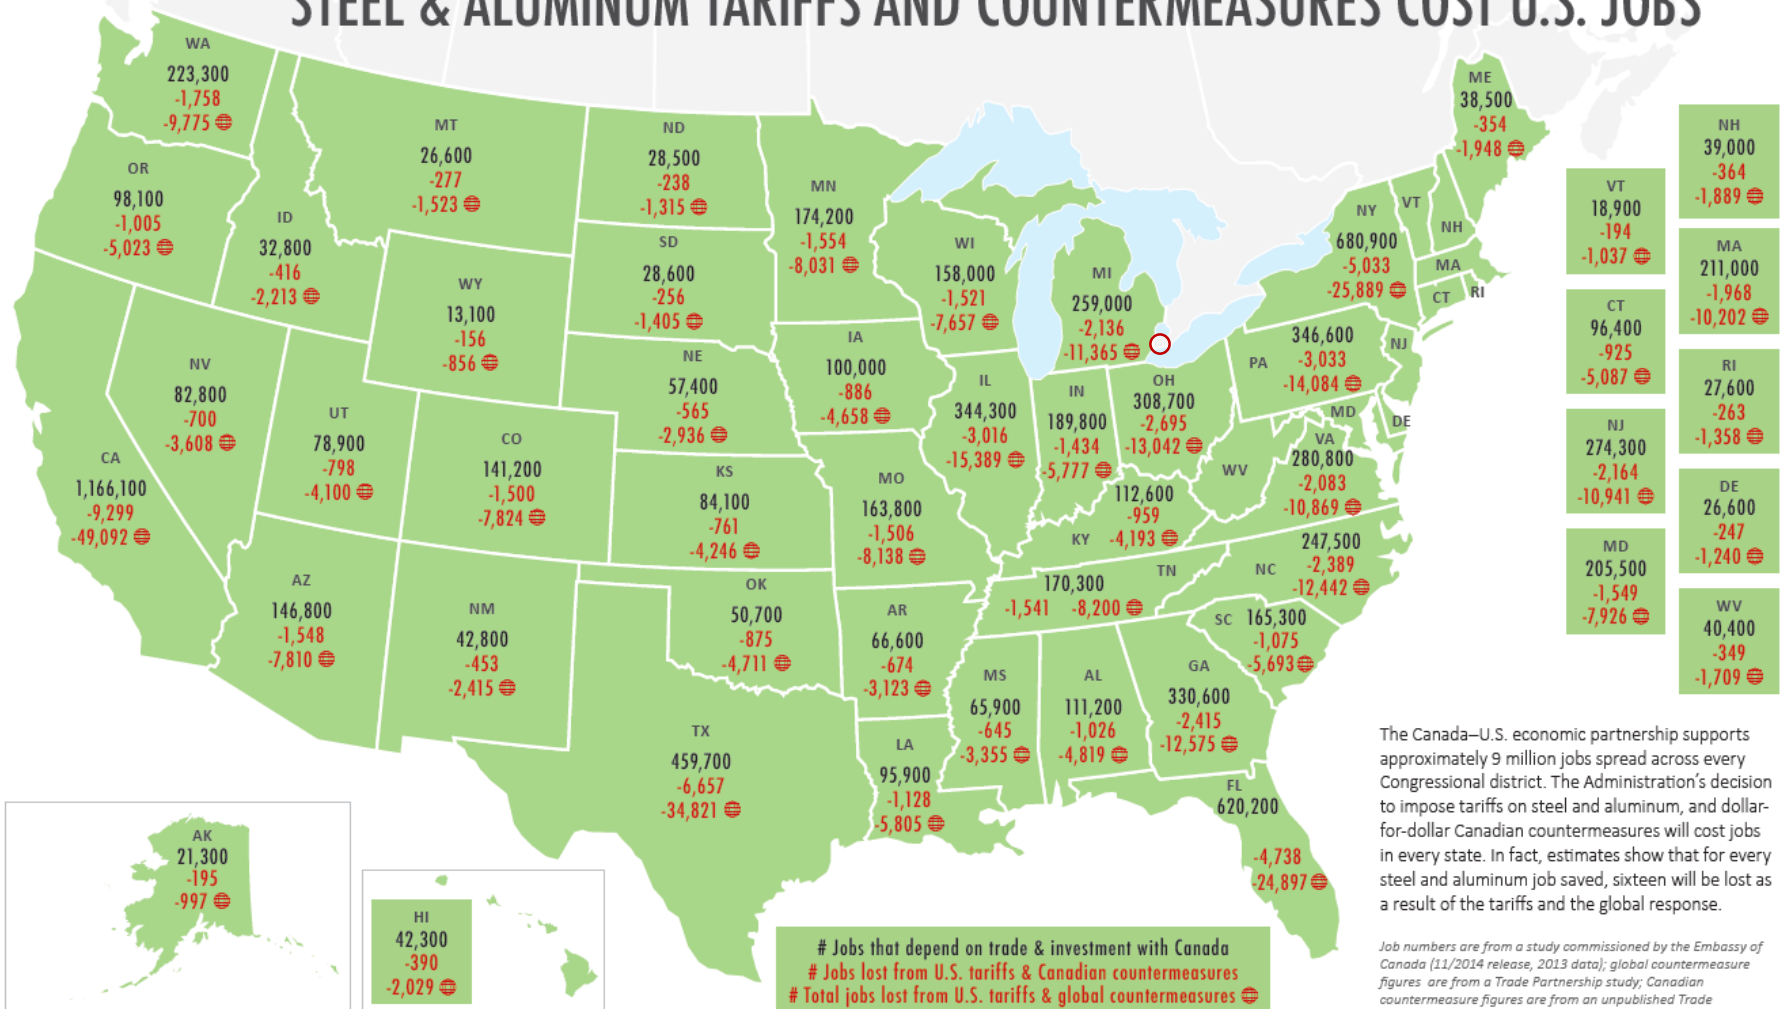 STEEL & ALUMINUM TARIFFS AND COUNTERMEASURES COST U.S. JOBS
WA
223,300
-1,758
-9,775
OR
98,100
-1,005
-5,023
ID
32,800
-416
-2,213
MT
26,600
-277
-1,523
ND
28,500
-238
-1,315
SD
28,600
-256
-1,405
WY
13,100
-156
-856
NV
82,800
-700
-3,608
UT
78,900
-798
-4,100
CA
1,166,100
-9,299
-49,092
CO
141,200
-1,500
-7,824
NE
57,400
-565
-2,936
KS
84,100
-761
-4,246
AZ
146,800
-1,548
-7,810
NM
42,800
-453
-2,415
OK
50,700
-875
-4,711
TX
459,700
-6,657
-34,821
MN
174,200
-1,554
-8,031
IA
100,000
-886
-4,658
MO
163,800
-1,506
-8,138
AR
66,600
-674
-3,123
LA
95,900
-1,128
-5,805
WI
158,000
-1,521
-7,657
IL
344,300
-3,016
-15,389
MI
259,000
-2,136
-11,365
IN
189,800
-1,434
-5,777
OH
308,700
-2,695
-13,042
KY
112,600
-959
-4,193
TN
170,300
-1,541 -8,200
MS
65,900
-645
-3,355
AL
111,200
-1,026
-4,819
GA
330,600
-2,415
-12,575
FL
620,200
-4,738
-24,897
SC
165,300
-1,075
-5,693
NC
247,500
-2,389
-12,442
VA
280,800
-2,083
-10,869
WV
MD
DE
NJ
PA
346,600
-3,033
-14,084
NY
680,900
-5,033
-25,889
VT
NH
MA
CT
RI
ME
38,500
-354
-1,948
NH
39,000
-364
-1,889
VT
18,900
-194
-1,037
MA
211,000
-1,968
-10,202
CT
96,400
-925
-5,087
RI
27,600
-263
-1,358
NJ
274,300
-2,164
-10,941
DE
26,600
-247
-1,240
MD
205,500
-1,549
-7,926
WV
40,400
-349
-1,709
AK
21,300
-195
-997
HI
42,300
-390
-2,029
# Jobs that depend on trade & investment with Canada
# Jobs lost from U.S. tariffs & Canadian countermeasures
# Total jobs lost from U.S. tariffs & global countermeasures
The Canada–U.S. economic partnership supports
approximately 9 million jobs spread across every
Congressional district. The Administration's decision
to impose tariffs on steel and aluminum, and dollar-
for-dollar Canadian countermeasures will cost jobs
in every state. In fact, estimates show that for every
steel and aluminum job saved, sixteen will be lost as
a result of the tariffs and the global response.
Job numbers are from a study commissioned by the Embassy of
Canada (11/2014 release, 2013 data); global countermeasure
figures are from a Trade Partnership study; Canadian
countermeasure figures are from an unpublished Trade